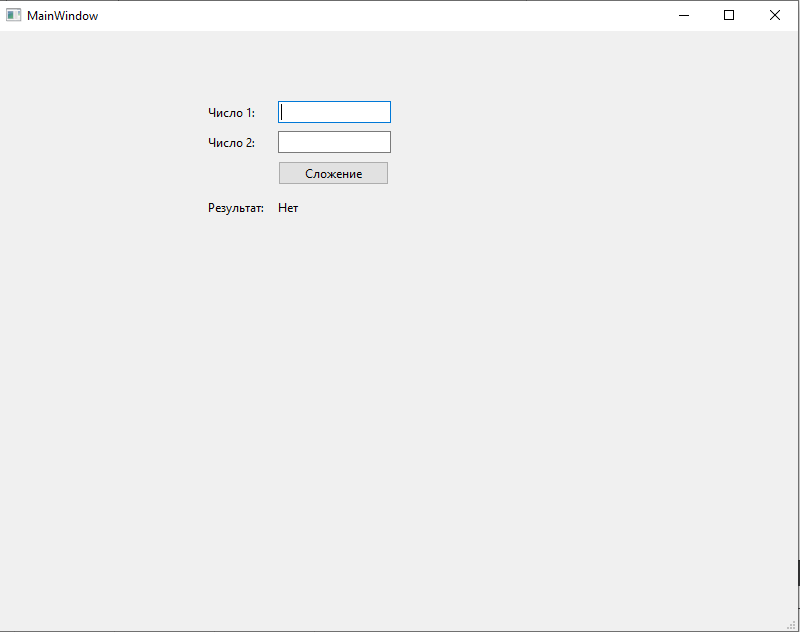 MainWindow
Число 1:
Число 2:
Сложение
Результат: Нет